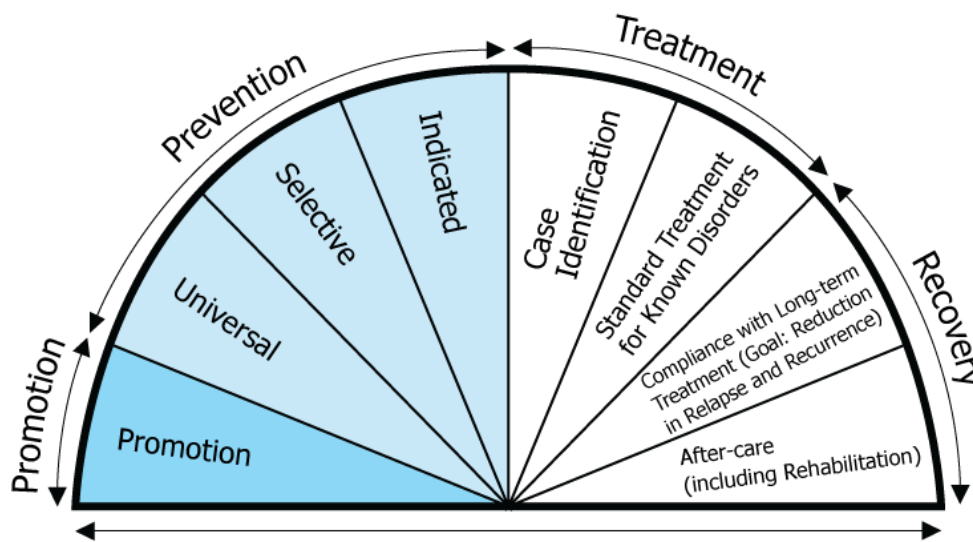 Promotion
Prevention
Treatment
Recovery
Promotion
Universal
Selective
Indicated
Case
Identification
Standard Treatment
for Known Disorders
Compliance with Long-term
Treatment (Goal: Reduction
in Relapse and Recurrence)
After-care
(including Rehabilitation)